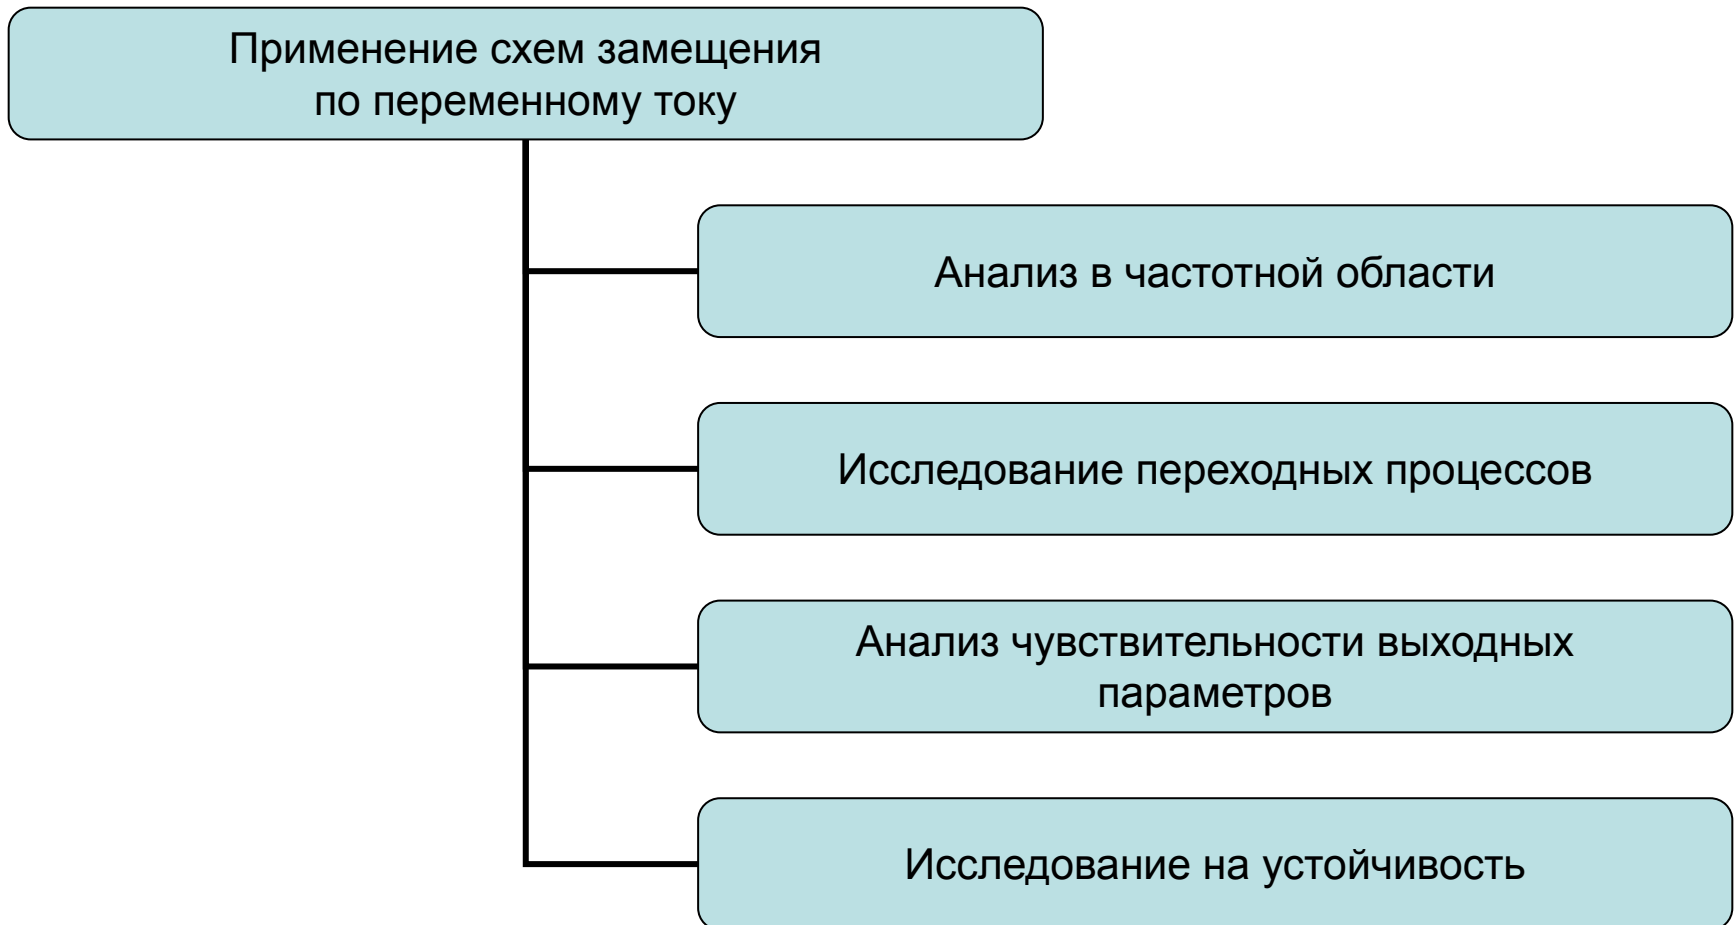 Применение схем замещения
по переменному току
Анализ в частотной области
Исследование переходных процессов
Анализ чувствительности выходных
параметров
Исследование на устойчивость